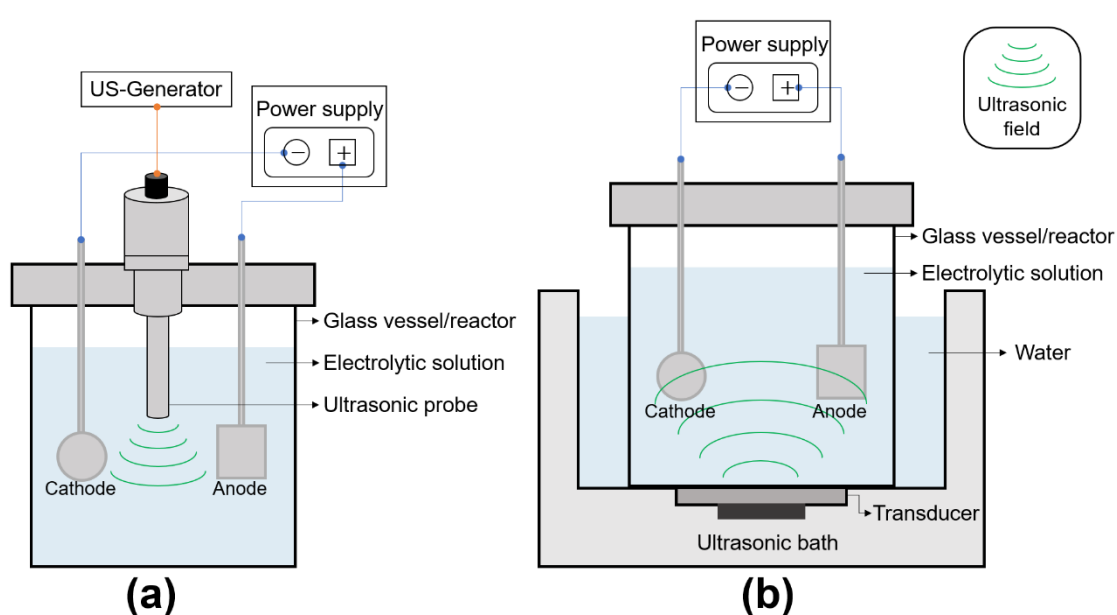 US-Generator
Power supply
−
+
Glass vessel/reactor
Electrolytic solution
Ultrasonic probe
Cathode
Anode
(a)
Power supply
−
+
Ultrasonic
field
Glass vessel/reactor
Electrolytic solution
Water
Cathode
Anode
Transducer
Ultrasonic bath
(b)